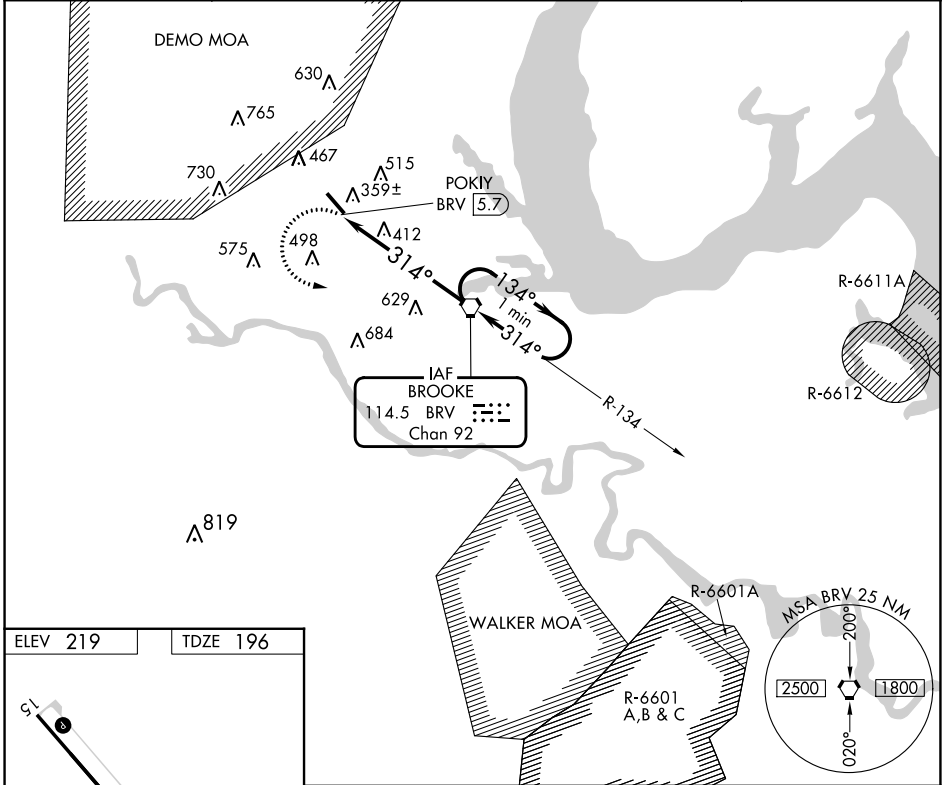 DEMO MOA
630
765
467
730
515
359±
POKIY
BRV 5.7
412
575
498
314°
134°
1 min
314°
629
684
R-6611A
R-6612
IAF
BROOKE
114.5 BRV
Chan 92
R-134
819
WALKER MOA
R-6601A
R-6601
A,B & C
MSA BRV 25 NM
200°
2500
1800
020°
ELEV 219
TDZE 196
15
P